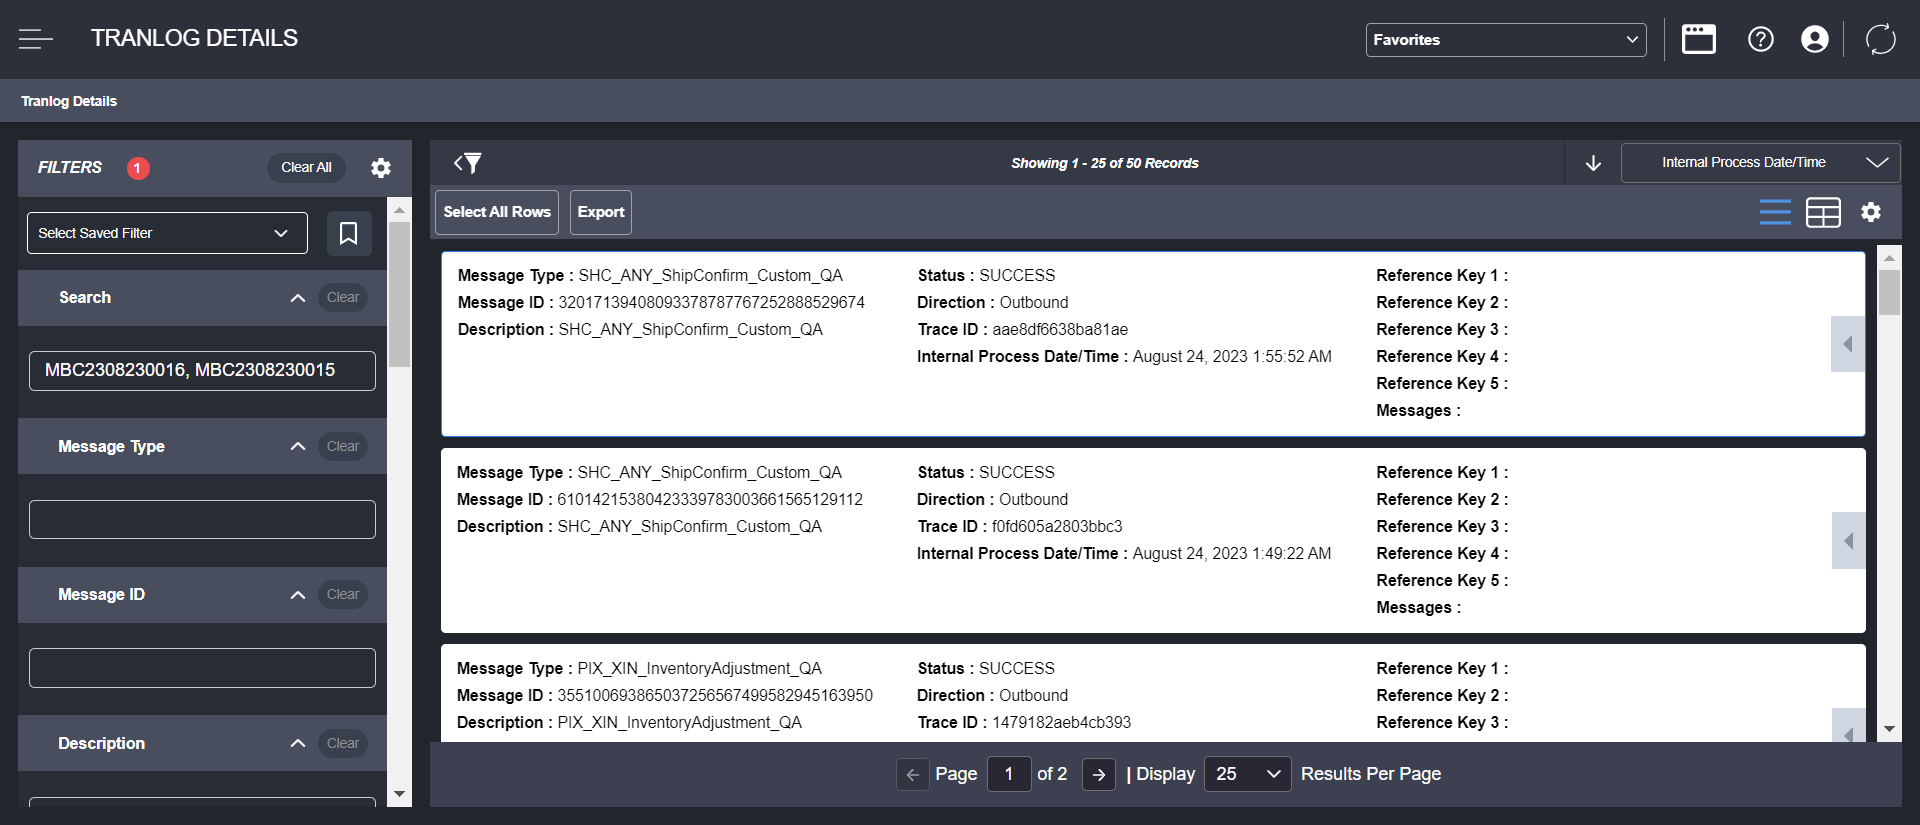 TRANLOG DETAILS
Favorites
Tranlog Details
FILTERS 1 Clear All
Select Saved Filter
Search Clear
MBC2308230016, MBC2308230015
Message Type Clear
Message ID Clear
Description Clear
Showing 1 - 25 of 50 Records
Internal Process Date/Time
Select All Rows Export
Message Type : SHC_ANY_ShipConfirm_Custom_QA
Message ID : 32017139408093378787767252888529674
Description : SHC_ANY_ShipConfirm_Custom_QA
Status : SUCCESS
Direction : Outbound
Trace ID : aae8df6638ba81ae
Internal Process Date/Time : August 24, 2023 1:55:52 AM
Reference Key 1 :
Reference Key 2 :
Reference Key 3 :
Reference Key 4 :
Reference Key 5 :
Messages :
Message Type : SHC_ANY_ShipConfirm_Custom_QA
Message ID : 61014215380423339783003661565129112
Description : SHC_ANY_ShipConfirm_Custom_QA
Status : SUCCESS
Direction : Outbound
Trace ID : f0fd605a2803bbc3
Internal Process Date/Time : August 24, 2023 1:49:22 AM
Reference Key 1 :
Reference Key 2 :
Reference Key 3 :
Reference Key 4 :
Reference Key 5 :
Messages :
Message Type : PIX_XIN_InventoryAdjustment_QA
Message ID : 355100693865037256567499582945163950
Description : PIX_XIN_InventoryAdjustment_QA
Status : SUCCESS
Direction : Outbound
Trace ID : 1479182aeb4cb393
Reference Key 1 :
Reference Key 2 :
Reference Key 3 :
Page 1 of 2 | Display 25 Results Per Page